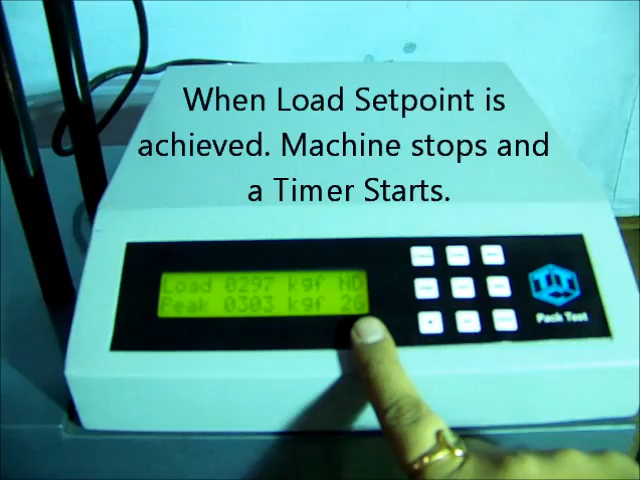 When Load Setpoint is
achieved. Machine stops and
a Timer Starts.
Load 0297 kgf ND
Peak 0303 kgf 2G
Pack Test